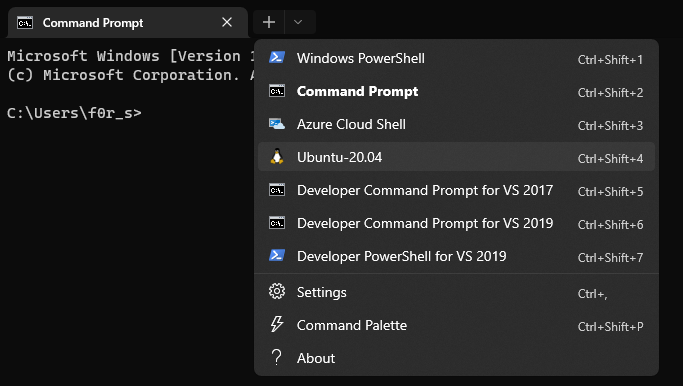 Command Prompt
Microsoft Windows [Version
(c) Microsoft Corporation.
C:\Users\f0r_s>
Windows PowerShell Ctrl+Shift+1
Command Prompt Ctrl+Shift+2
Azure Cloud Shell Ctrl+Shift+3
Ubuntu-20.04 Ctrl+Shift+4
Developer Command Prompt for VS 2017 Ctrl+Shift+5
Developer Command Prompt for VS 2019 Ctrl+Shift+6
Developer PowerShell for VS 2019 Ctrl+Shift+7
Settings Ctrl+,
Command Palette Ctrl+Shift+P
About